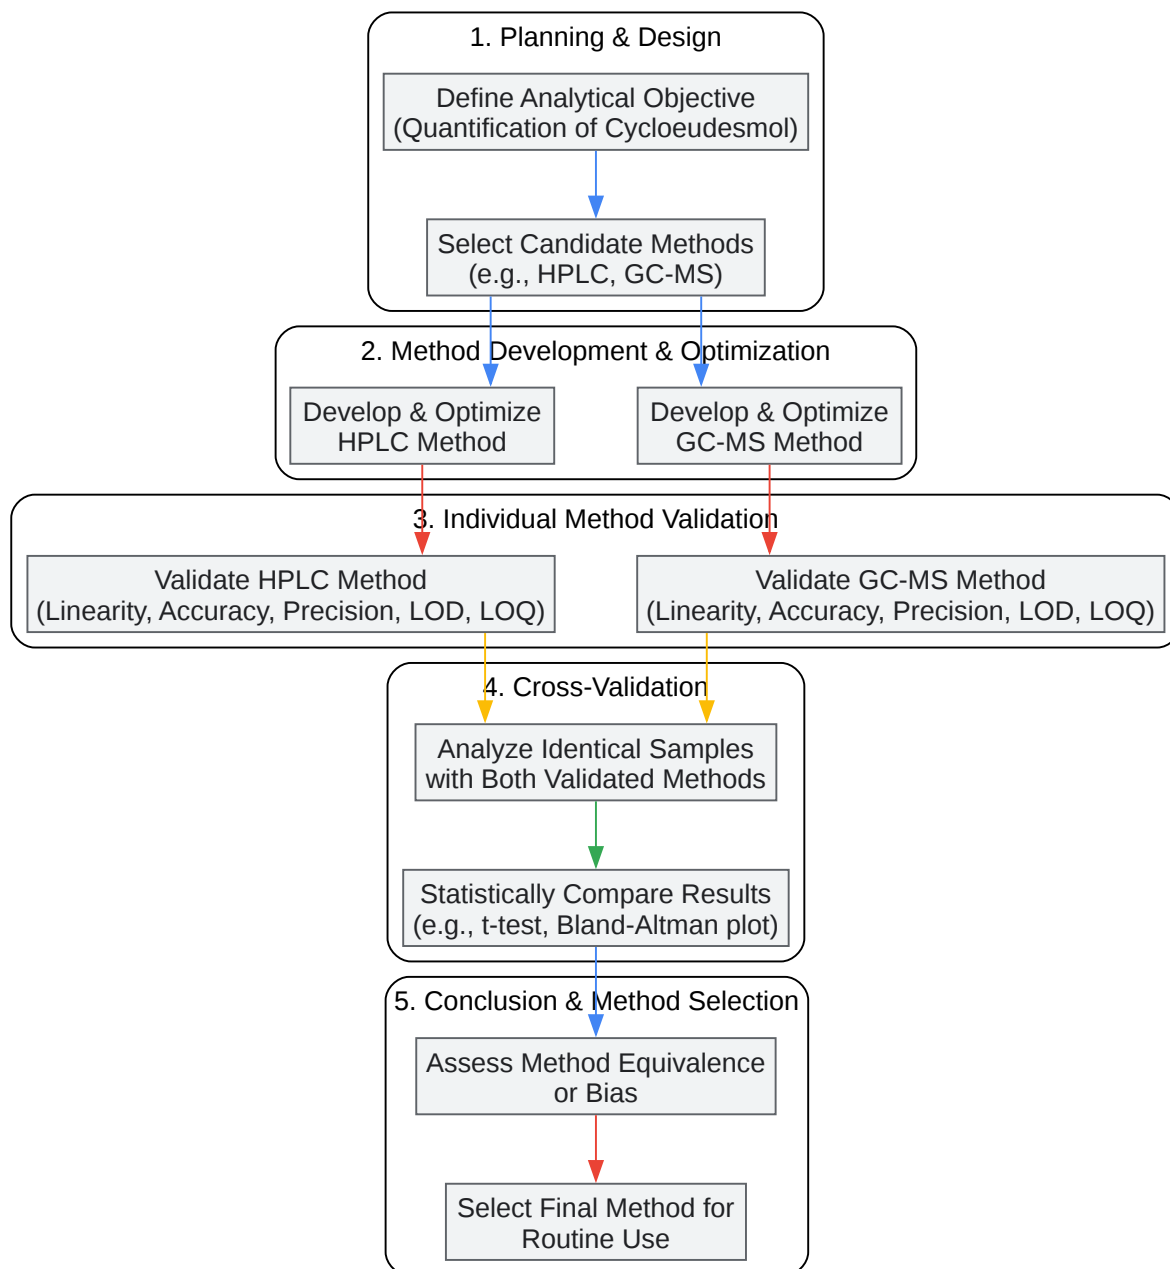 1. Planning & Design
Define Analytical Objective
(Quantification of Cycloeudesmol)
Select Candidate Methods
(e.g., HPLC, GC-MS)
2. Method Development & Optimization
Develop & Optimize
HPLC Method
Develop & Optimize
GC-MS Method
3. Individual Method Validation
Validate HPLC Method
(Linearity, Accuracy, Precision, LOD, LOQ)
Validate GC-MS Method
(Linearity, Accuracy, Precision, LOD, LOQ)
4. Cross-Validation
Analyze Identical Samples
with Both Validated Methods
Statistically Compare Results
(e.g., t-test, Bland-Altman plot)
5. Conclusion & Method Selection
Assess Method Equivalence
or Bias
Select Final Method for
Routine Use